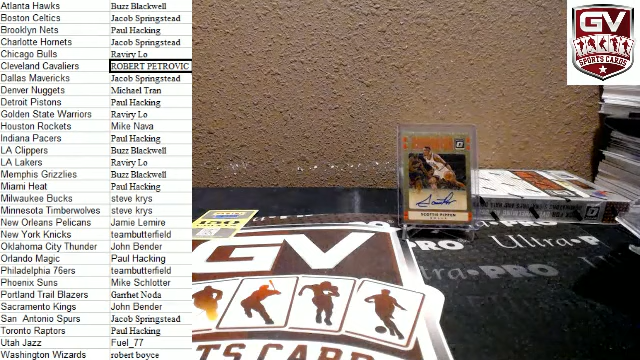 Atlanta Hawks Buzz Blackwell
Boston Celtics Jacob Springstead
Brooklyn Nets Paul Hacking
Charlotte Hornets Jacob Springstead
Chicago Bulls Raviry Lo
Cleveland Cavaliers ROBERT PETROVIC
Dallas Mavericks Jacob Springstead
Denver Nuggets Michael Tran
Detroit Pistons Paul Hacking
Golden State Warriors Raviry Lo
Houston Rockets Mike Nava
Indiana Pacers Paul Hacking
LA Clippers Buzz Blackwell
LA Lakers Raviry Lo
Memphis Grizzlies Buzz Blackwell
Miami Heat Paul Hacking
Milwaukee Bucks steve krys
Minnesota Timberwolves steve krys
New Orleans Pelicans Jamie Lemire
New York Knicks teambutterfield
Oklahoma City Thunder John Bender
Orlando Magic Paul Hacking
Philadelphia 76ers teambutterfield
Phoenix Suns Mike Schlotter
Portland Trail Blazers Garrhet Noda
Sacramento Kings John Bender
San Antonio Spurs Jacob Springstead
Toronto Raptors Paul Hacking
Utah Jazz Fuel_77
Washington Wizards robert boyce
GV
SPORTS CARDS
SCOTTIE PIPPEN
150
GV
SPORTS CARDS
Ultra PRO
PRO